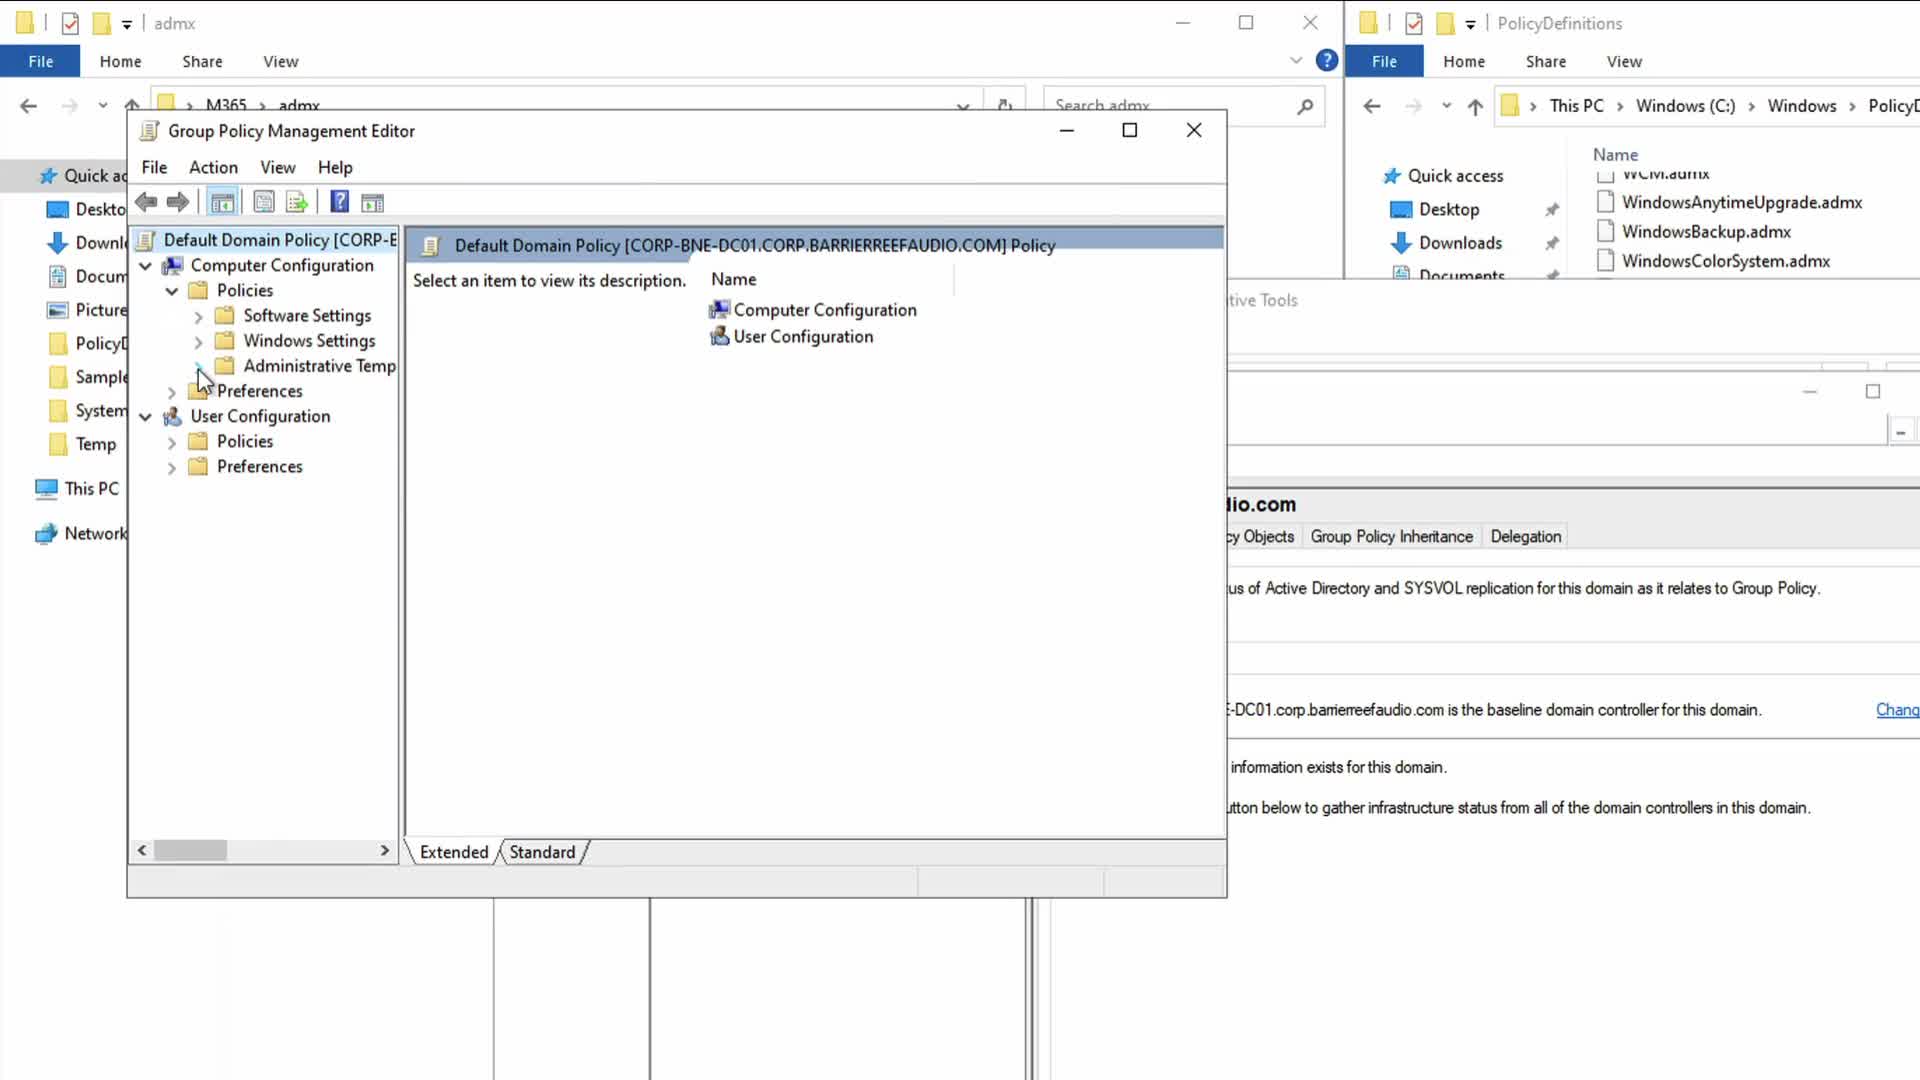 admx
File
Home
Share
View
M365 > admx
Search admx
Quick ac
Deskto
Downl
Docum
Picture
PolicyD
Sample
System
Temp
This PC
Network
Group Policy Management Editor
File
Action
View
Help
Default Domain Policy [CORP-B
Computer Configuration
Policies
Software Settings
Windows Settings
Administrative Temp
Preferences
User Configuration
Policies
Preferences
Default Domain Policy [CORP-BNE-DC01.CORP.BARRIERREEFAUDIO.COM] Policy
Select an item to view its description.
Name
Computer Configuration
User Configuration
Extended
Standard
PolicyDefinitions
File
Home
Share
View
This PC > Windows (C:) > Windows > PolicyD
Quick access
Desktop
Downloads
Documents
Name
WCM.admx
WindowsAnytimeUpgrade.admx
WindowsBackup.admx
WindowsColorSystem.admx
tive Tools
dio.com
cy Objects
Group Policy Inheritance
Delegation
us of Active Directory and SYSVOL replication for this domain as it relates to Group Policy.
E-DC01.corp.barrierreefaudio.com is the baseline domain controller for this domain.
Chang
information exists for this domain.
utton below to gather infrastructure status from all of the domain controllers in this domain.